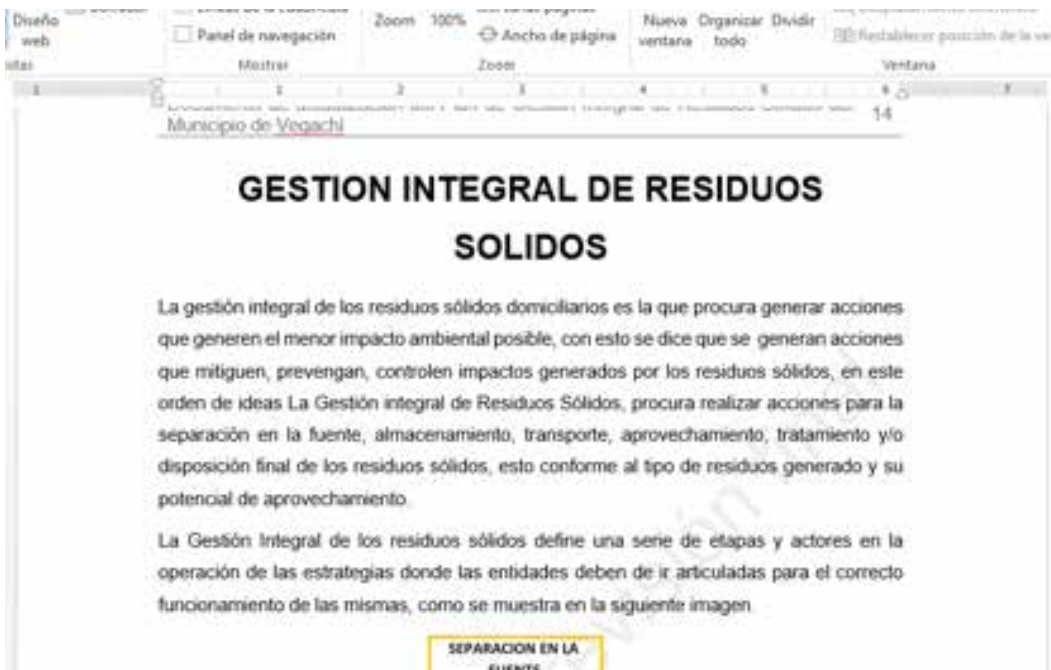 Diseño
web
Panel de navegación
Zoom
100%
Ancho de página
Nueva
ventana
Organizar
todo
Dividir
Restablecer posición de la
Mostrar
Zoom
Ventana
14
Municipio de Vegachí
GESTION INTEGRAL DE RESIDUOS
SOLIDOS
La gestión integral de los residuos sólidos domiciliarios es la que procura generar acciones
que generen el menor impacto ambiental posible, con esto se dice que se generan acciones
que mitiguen, prevengan, controlen impactos generados por los residuos sólidos, en este
orden de ideas La Gestión integral de Residuos Sólidos, procura realizar acciones para la
separación en la fuente, almacenamiento, transporte, aprovechamiento, tratamiento y/o
disposición final de los residuos sólidos, esto conforme al tipo de residuos generado y su
potencial de aprovechamiento.
La Gestión Integral de los residuos sólidos define una serie de etapas y actores en la
operación de las estrategias donde las entidades deben de ir articuladas para el correcto
funcionamiento de las mismas, como se muestra en la siguiente imagen.
SEPARACION EN LA
FUENTE